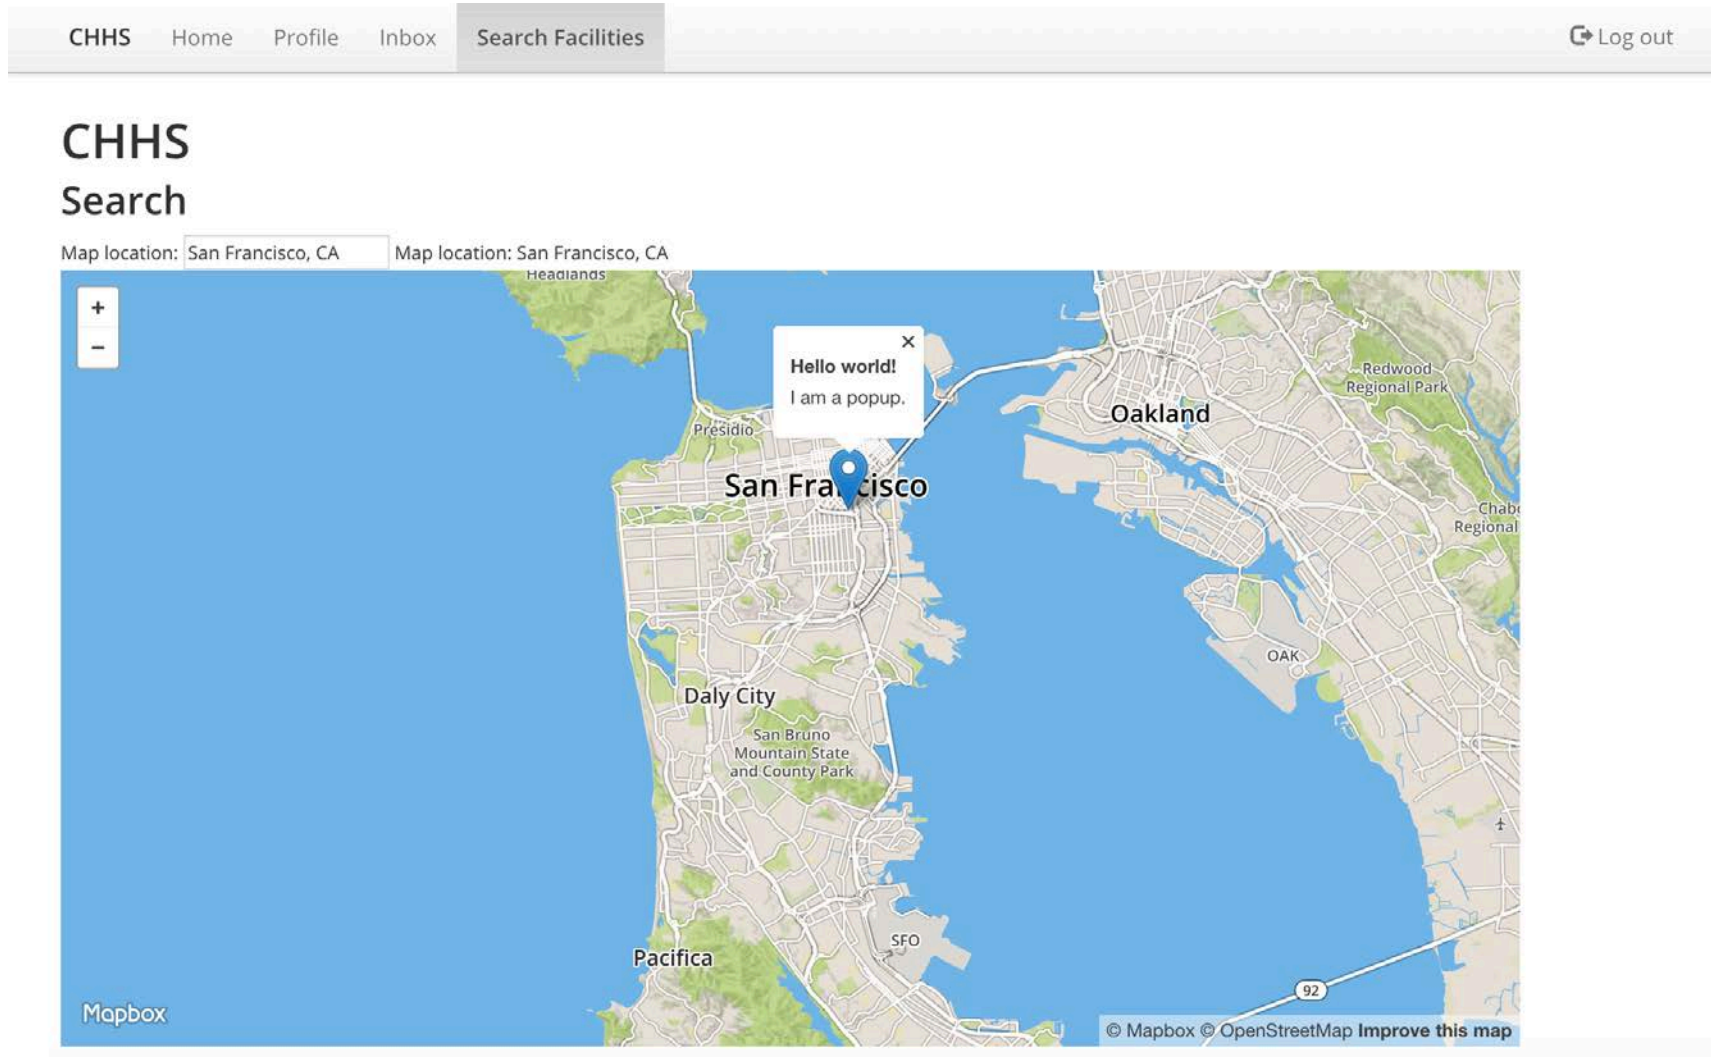 CHHS Home Profile Inbox Search Facilities Log out
CHHS
Search
Map location: San Francisco, CA Map location: San Francisco, CA
Headlands
+
−
×
Hello world!
I am a popup.
Redwood
Regional Park
Oakland
Presidio
San Francisco
Chabo
Regional
OAK
Daly City
San Bruno
Mountain State
and County Park
SFO
Pacifica
92
Mapbox
© Mapbox © OpenStreetMap Improve this map